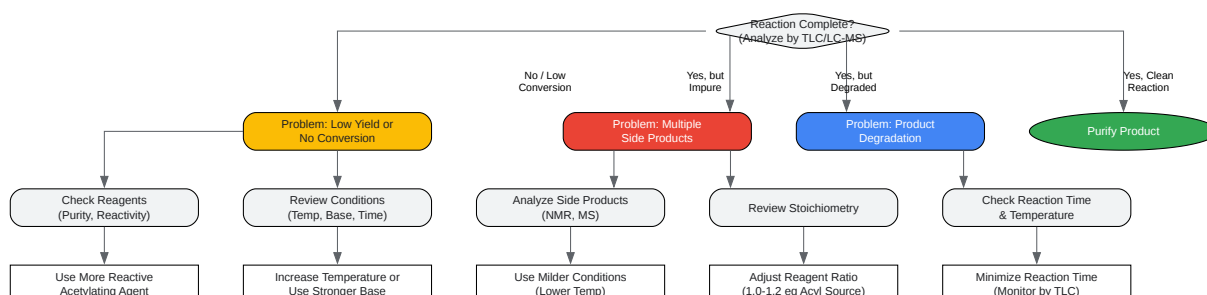 Reaction Complete?
(Analyze by TLC/LC-MS)
No / Low
Conversion
Yes, but
Impure
Yes, but
Degraded
Yes, Clean
Reaction
Problem: Low Yield or
No Conversion
Problem: Multiple
Side Products
Problem: Product
Degradation
Purify Product
Check Reagents
(Purity, Reactivity)
Review Conditions
(Temp, Base, Time)
Analyze Side Products
(NMR, MS)
Review Stoichiometry
Check Reaction Time
& Temperature
Use More Reactive
Acetylating Agent
Increase Temperature or
Use Stronger Base
Use Milder Conditions
(Lower Temp)
Adjust Reagent Ratio
(1.0-1.2 eq Acyl Source)
Minimize Reaction Time
(Monitor by TLC)